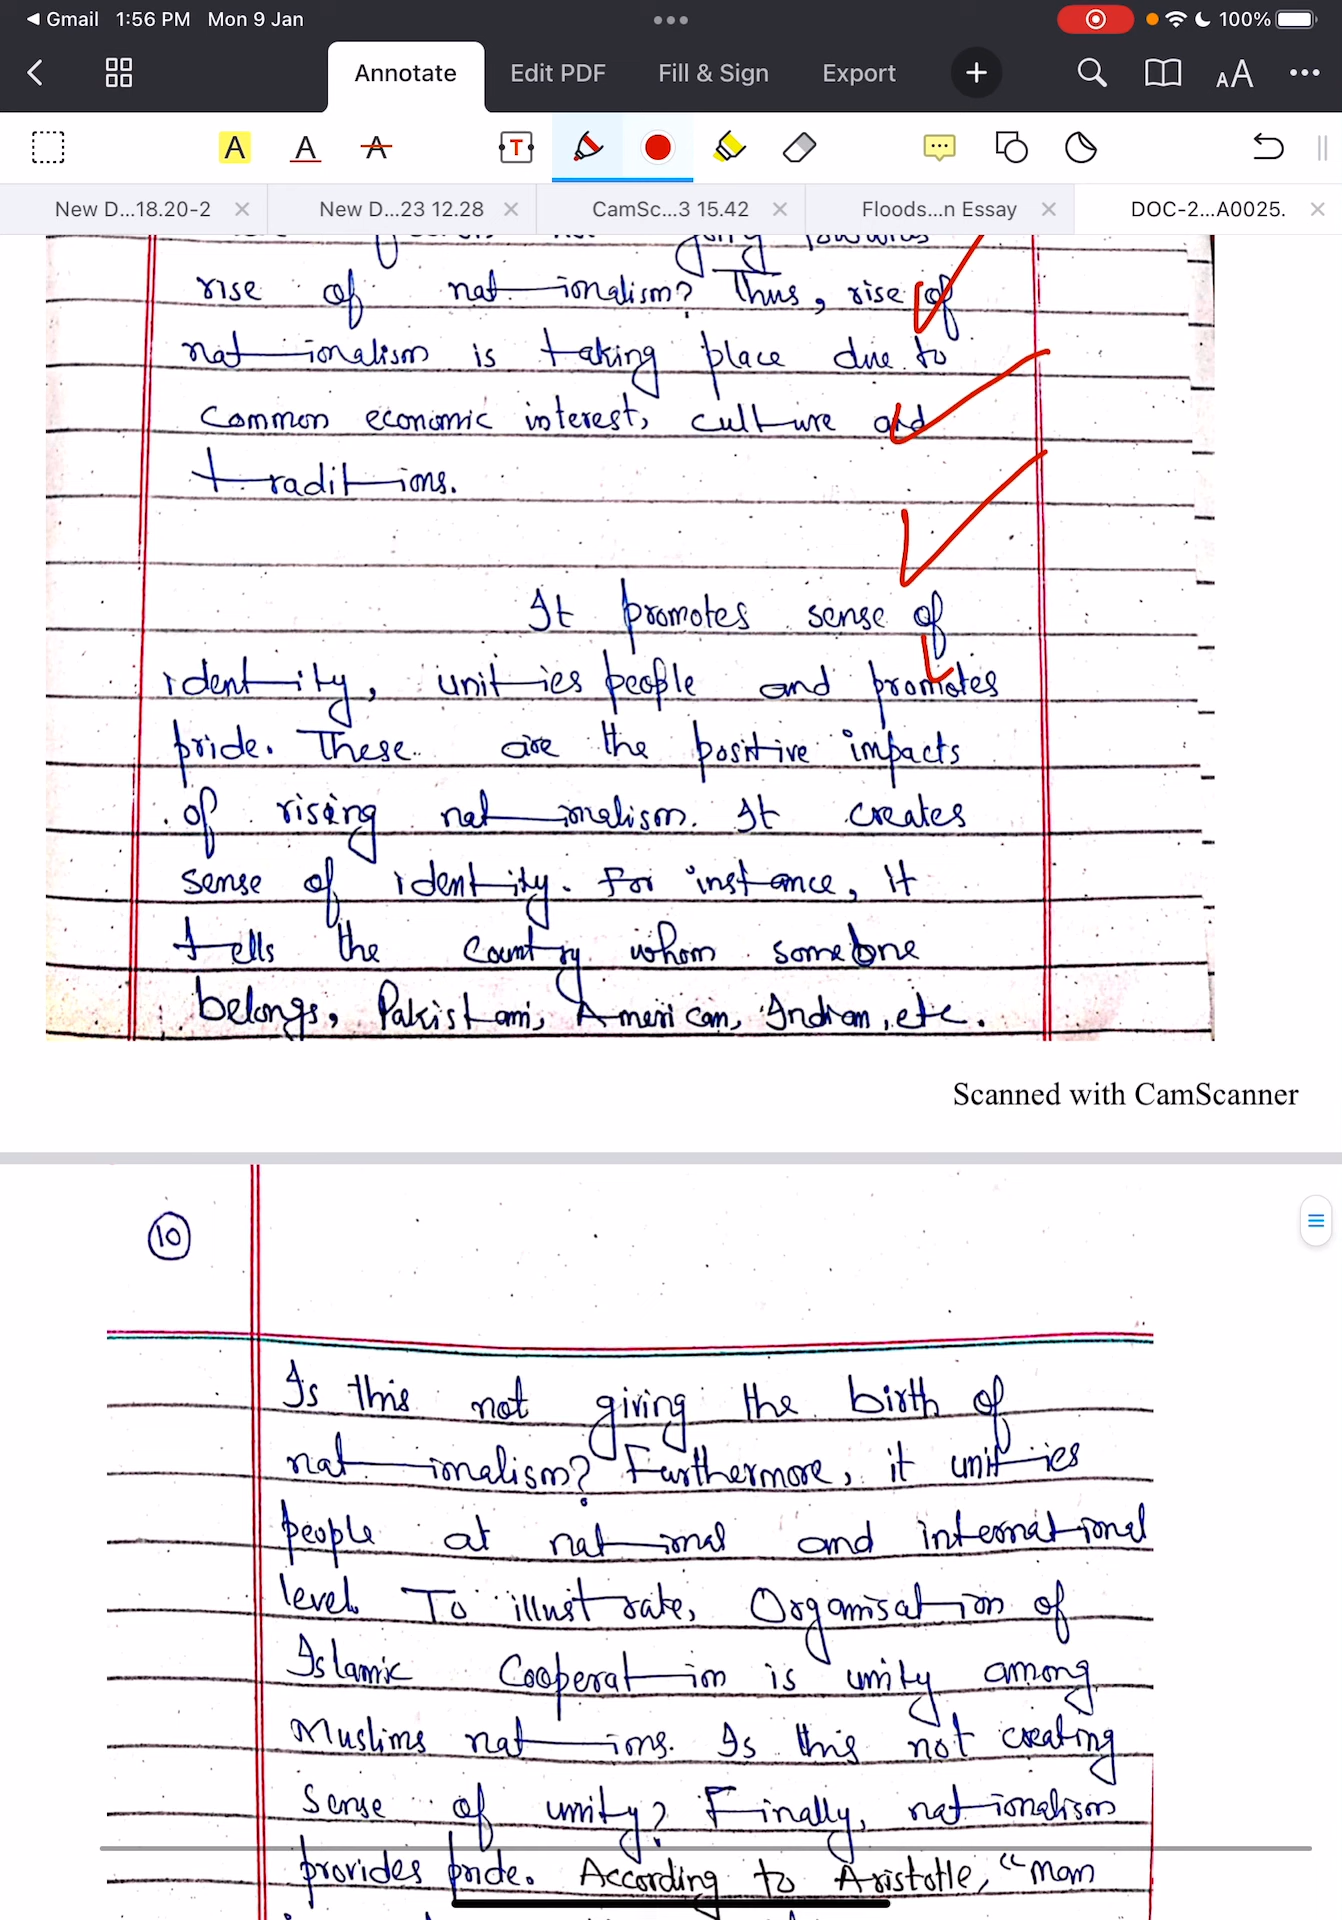 Gmail 1:56 PM Mon 9 Jan 100%
Annotate Edit PDF Fill & Sign Export
New D...18.20-2 New D...23 12.28 CamSc...3 15.42 Floods...n Essay DOC-2...A0025.
going towards
rise of nationalism? Thus, rise of
nationalism is taking place due to
common economic interest, culture and
traditions.
It promotes sense of
identity, unities people and promotes
pride. These are the positive impacts
of rising nationalism. It creates
sense of identity. For instance, it
tells the country whom someone
belongs, Pakistani, American, Indian, etc.
Scanned with CamScanner
10
Is this not giving the birth of
nationalism? Furthermore, it unities
people at national and international
level. To illustrate, Organisation of
Islamic Cooperation is unity among
Muslims nations. Is this not creating
sense of unity? Finally, nationalism
provides pride. According to Aristotle, "Man